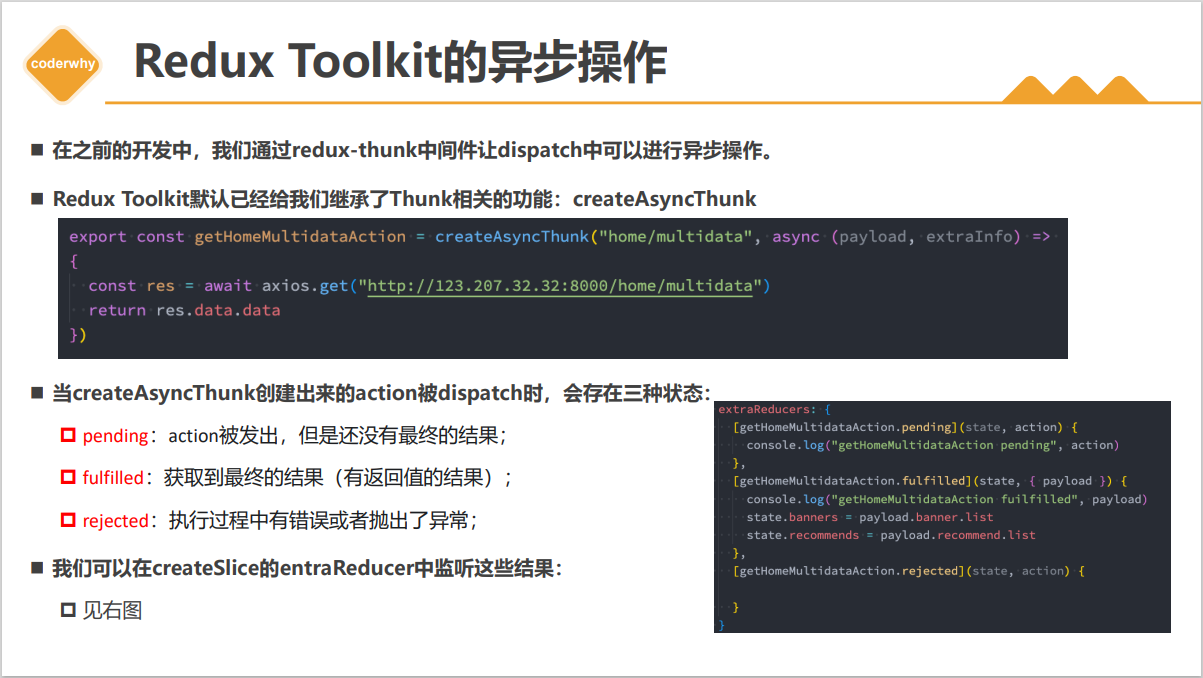 coderwhy
Redux Toolkit的异步操作
在之前的开发中，我们通过redux-thunk中间件让dispatch中可以进行异步操作。
Redux Toolkit默认已经给我们继承了Thunk相关的功能：createAsyncThunk
export const getHomeMultidataAction = createAsyncThunk("home/multidata", async (payload, extraInfo) =>
{
  const res = await axios.get("http://123.207.32.32:8000/home/multidata")
  return res.data.data
})
当createAsyncThunk创建出来的action被dispatch时，会存在三种状态：
pending：action被发出，但是还没有最终的结果；
fulfilled：获取到最终的结果（有返回值的结果）；
rejected：执行过程中有错误或者抛出了异常；
我们可以在createSlice的entraReducer中监听这些结果：
见右图
extraReducers: {
  [getHomeMultidataAction.pending](state, action) {
    console.log("getHomeMultidataAction pending", action)
  },
  [getHomeMultidataAction.fulfilled](state, { payload }) {
    console.log("getHomeMultidataAction fuilfilled", payload)
    state.banners = payload.banner.list
    state.recommends = payload.recommend.list
  },
  [getHomeMultidataAction.rejected](state, action) {
  }
}